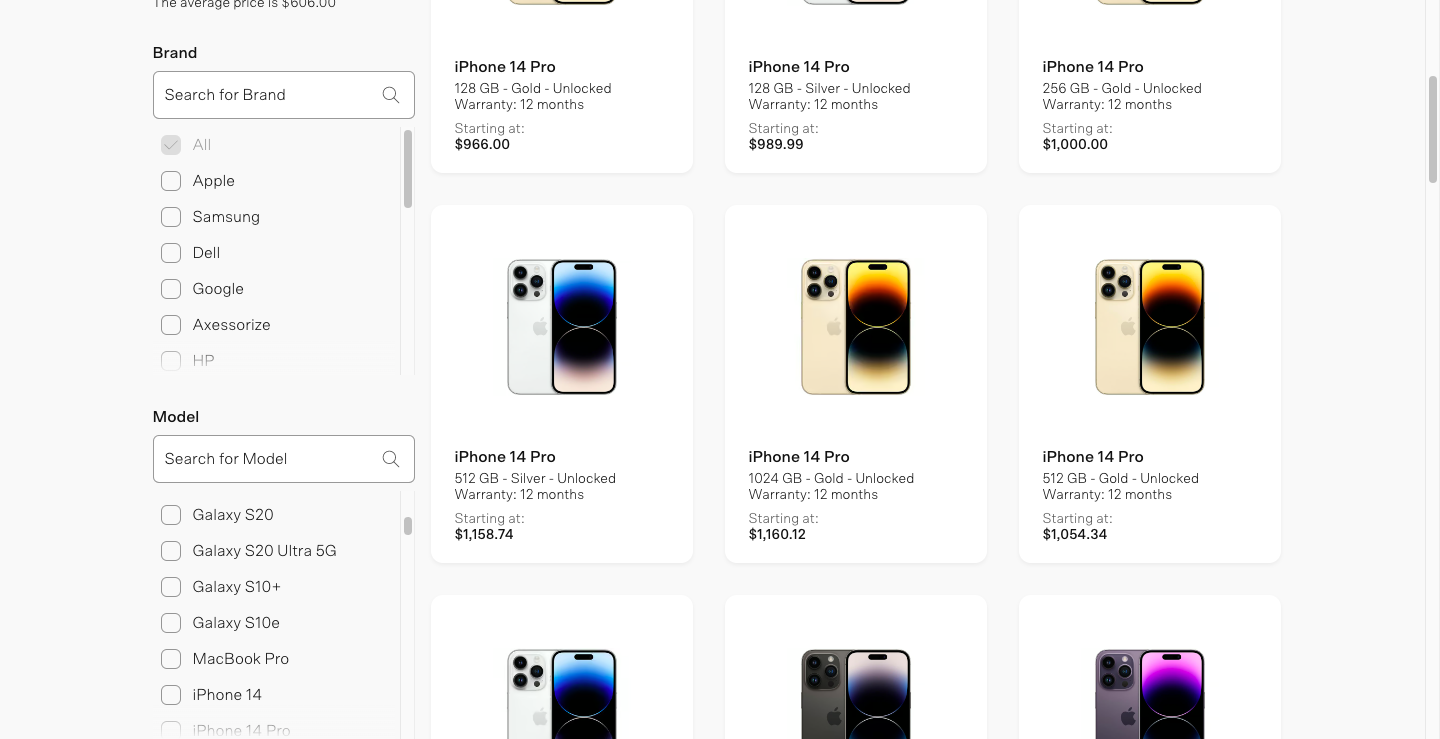 The average price is $606.00
Brand
Search for Brand
All
Apple
Samsung
Dell
Google
Axessorize
HP
Model
Search for Model
Galaxy S20
Galaxy S20 Ultra 5G
Galaxy S10+
Galaxy S10e
MacBook Pro
iPhone 14
iPhone 14 Pro
iPhone 14 Pro
128 GB - Gold - Unlocked
Warranty: 12 months
Starting at:
$966.00
iPhone 14 Pro
128 GB - Silver - Unlocked
Warranty: 12 months
Starting at:
$989.99
iPhone 14 Pro
256 GB - Gold - Unlocked
Warranty: 12 months
Starting at:
$1,000.00
iPhone 14 Pro
512 GB - Silver - Unlocked
Warranty: 12 months
Starting at:
$1,158.74
iPhone 14 Pro
1024 GB - Gold - Unlocked
Warranty: 12 months
Starting at:
$1,160.12
iPhone 14 Pro
512 GB - Gold - Unlocked
Warranty: 12 months
Starting at:
$1,054.34